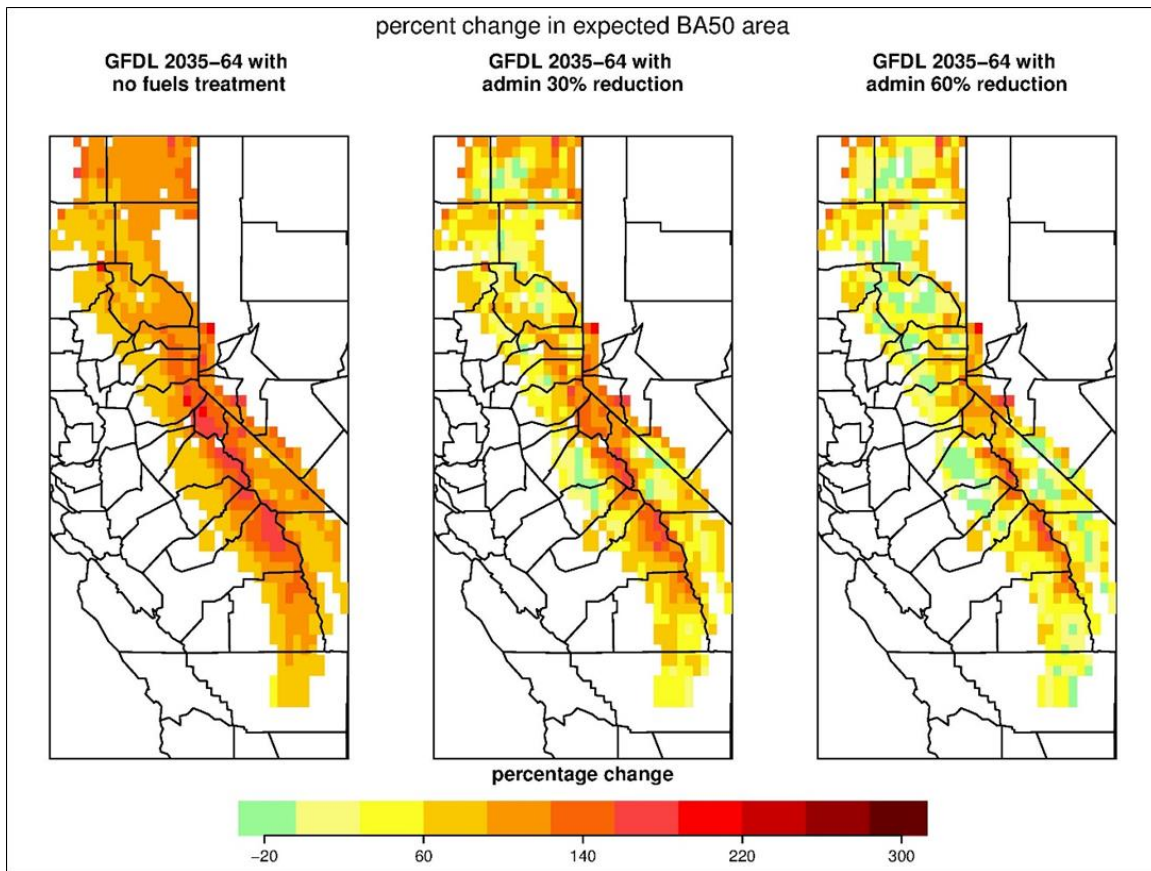 percent change in expected BA50 area
GFDL 2035–64 with
no fuels treatment
GFDL 2035–64 with
admin 30% reduction
GFDL 2035–64 with
admin 60% reduction
percentage change
−20 60 140 220 300